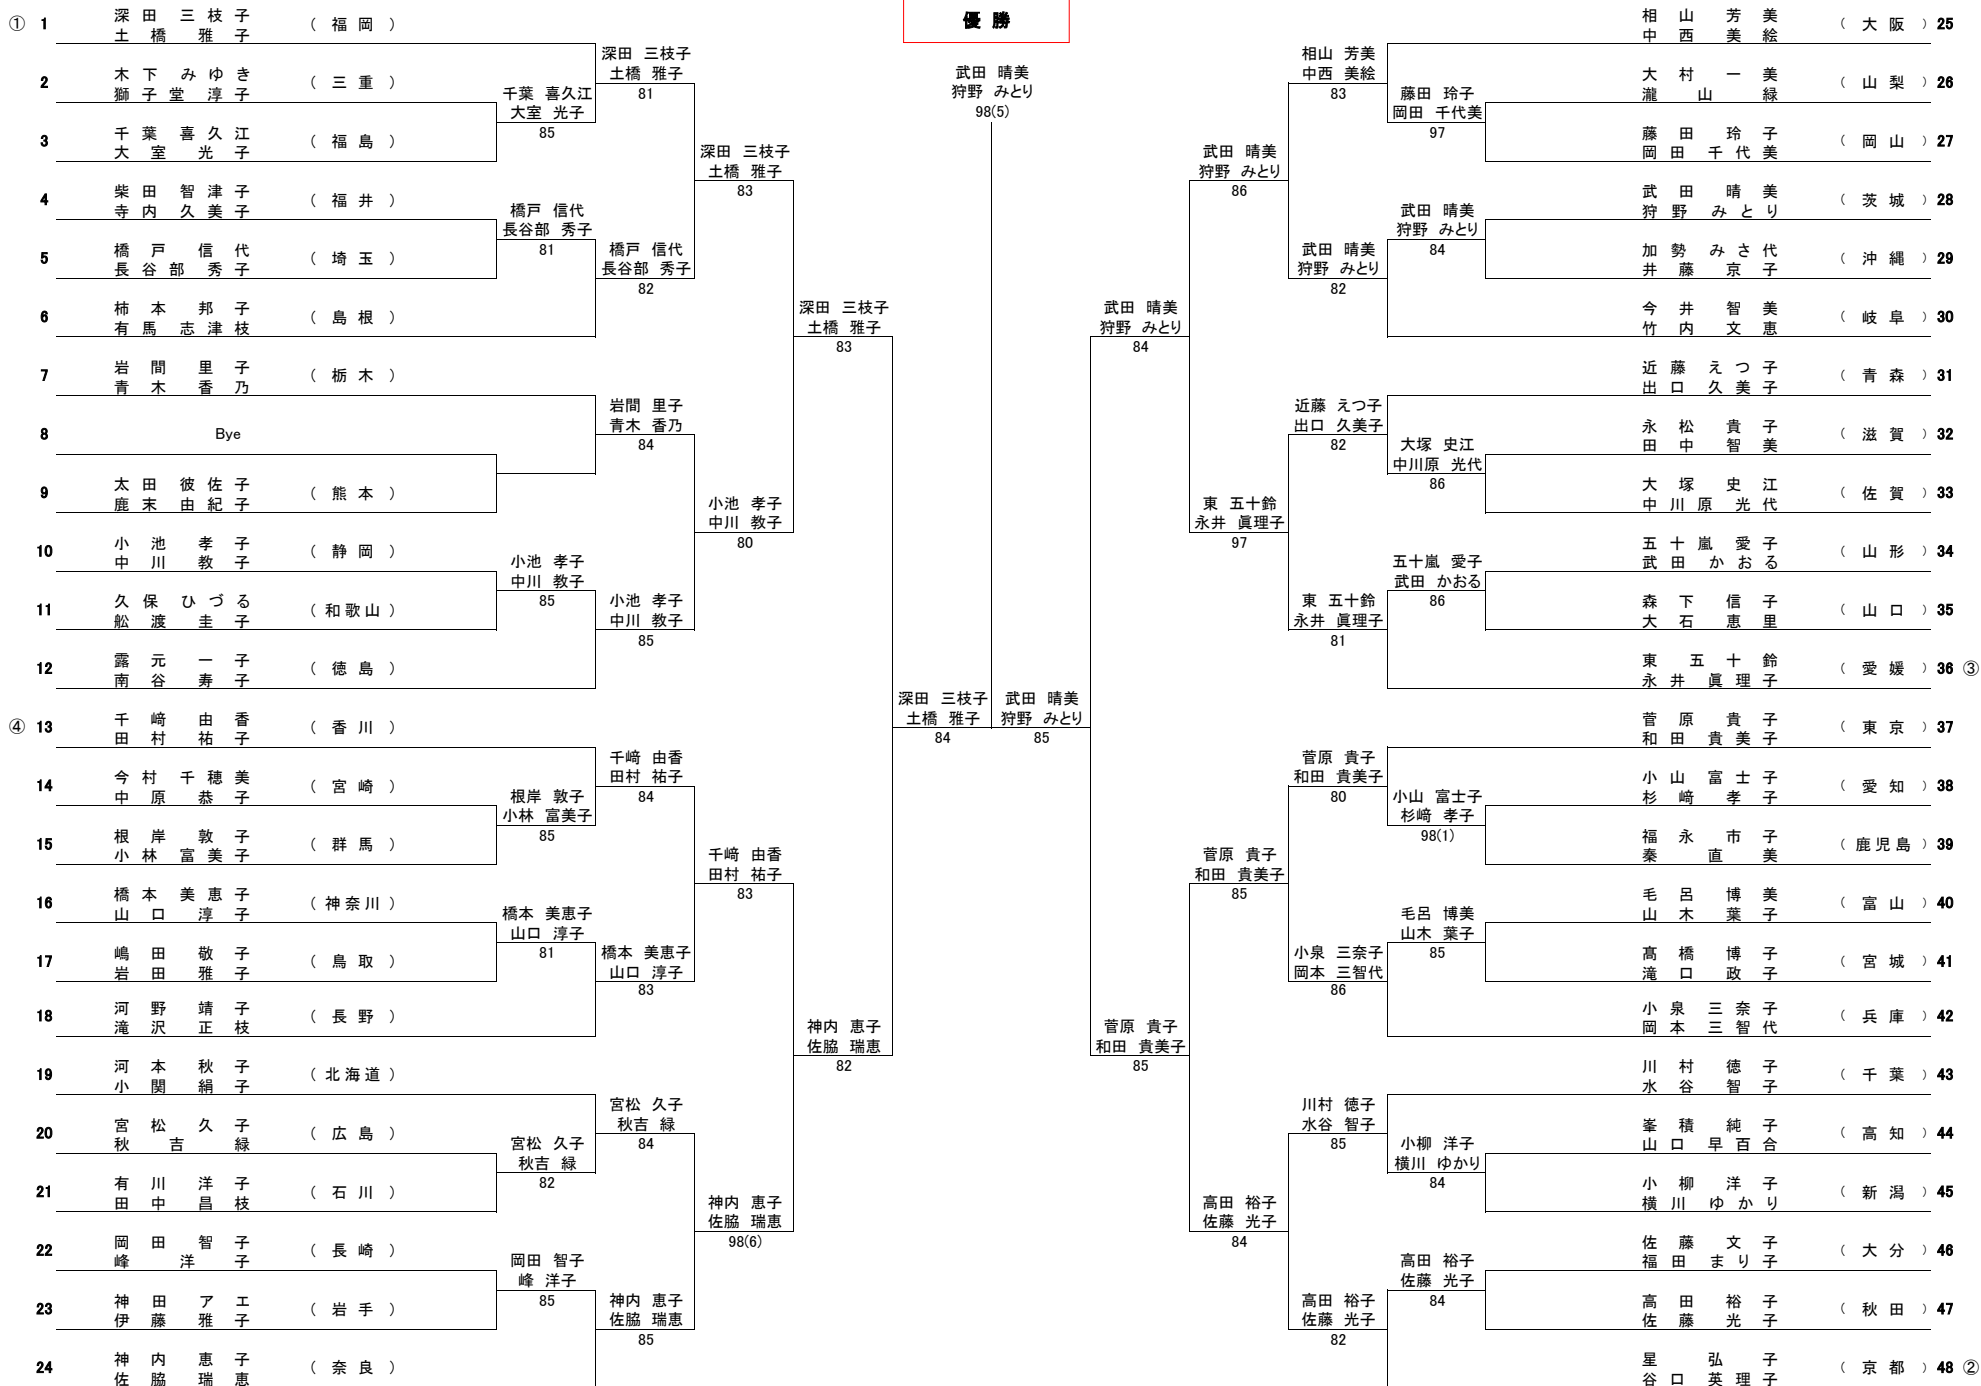 優 勝
武田 晴美
狩野 みとり
98(5)
① 1 深田 三枝子 (福岡)
土橋 雅子
2 木下 みゆき (三重)
獅子堂 淳子
3 千葉 喜久江 (福島)
大室 光子
4 柴田 智津子 (福井)
寺内 久美子
5 橋戸 信代 (埼玉)
長谷部 秀子
6 柿本 邦子 (島根)
有馬 志津枝
7 岩間 里子 (栃木)
青木 香乃
8 Bye
9 太田 彼佐子 (熊本)
鹿末 由紀子
10 小池 孝子 (静岡)
中川 教子
11 久保 ひづる (和歌山)
舩渡 圭子
12 露元 一子 (徳島)
南谷 寿子
④ 13 千﨑 由香 (香川)
田村 祐子
14 今村 千穂美 (宮崎)
中原 恭子
15 根岸 敦子 (群馬)
小林 富美子
16 橋本 美恵子 (神奈川)
山口 淳子
17 嶋田 敬子 (鳥取)
岩田 雅子
18 河野 靖子 (長野)
滝沢 正枝
19 河本 秋子 (北海道)
小関 絹子
20 宮松 久子 (広島)
秋吉 緑
21 有川 洋子 (石川)
田中 昌枝
22 岡田 智子 (長崎)
峰 洋子
23 神田 アエ (岩手)
伊藤 雅子
24 神内 恵子 (奈良)
佐脇 瑞恵
千葉 喜久江
大室 光子
85
橋戸 信代
長谷部 秀子
81
小池 孝子
中川 教子
85
根岸 敦子
小林 富美子
85
橋本 美恵子
山口 淳子
81
宮松 久子
秋吉 緑
82
岡田 智子
峰 洋子
85
深田 三枝子
土橋 雅子
81
橋戸 信代
長谷部 秀子
82
岩間 里子
青木 香乃
84
小池 孝子
中川 教子
85
千﨑 由香
田村 祐子
84
橋本 美恵子
山口 淳子
83
宮松 久子
秋吉 緑
84
神内 恵子
佐脇 瑞恵
85
深田 三枝子
土橋 雅子
83
小池 孝子
中川 教子
80
千﨑 由香
田村 祐子
83
神内 恵子
佐脇 瑞恵
98(6)
深田 三枝子
土橋 雅子
83
神内 恵子
佐脇 瑞恵
82
深田 三枝子
土橋 雅子
84
武田 晴美
狩野 みとり
85
武田 晴美
狩野 みとり
84
菅原 貴子
和田 貴美子
85
武田 晴美
狩野 みとり
86
東 五十鈴
永井 眞理子
97
菅原 貴子
和田 貴美子
85
高田 裕子
佐藤 光子
84
相山 芳美
中西 美絵
83
武田 晴美
狩野 みとり
82
近藤 えつ子
出口 久美子
82
東 五十鈴
永井 眞理子
81
菅原 貴子
和田 貴美子
80
小泉 三奈子
岡本 三智代
86
川村 徳子
水谷 智子
85
高田 裕子
佐藤 光子
82
藤田 玲子
岡田 千代美
97
武田 晴美
狩野 みとり
84
大塚 史江
中川原 光代
86
五十嵐 愛子
武田 かおる
86
小山 富士子
杉﨑 孝子
98(1)
毛呂 博美
山木 葉子
85
小柳 洋子
横川 ゆかり
84
高田 裕子
佐藤 光子
84
相山 芳美 (大阪) 25
中西 美絵
大村 一美 (山梨) 26
瀧山 緑
藤田 玲子 (岡山) 27
岡田 千代美
武田 晴美 (茨城) 28
狩野 みとり
加勢 みさ代 (沖縄) 29
井藤 京子
今井 智美 (岐阜) 30
竹内 文恵
近藤 えつ子 (青森) 31
出口 久美子
永松 貴子 (滋賀) 32
田中 智美
大塚 史江 (佐賀) 33
中川原 光代
五十嵐 愛子 (山形) 34
武田 かおる
森下 信子 (山口) 35
大石 恵里
東 五十鈴 (愛媛) 36 ③
永井 眞理子
菅原 貴子 (東京) 37
和田 貴美子
小山 富士子 (愛知) 38
杉﨑 孝子
福永 市子 (鹿児島) 39
秦 直美
毛呂 博美 (富山) 40
山木 葉子
髙橋 博子 (宮城) 41
滝口 政子
小泉 三奈子 (兵庫) 42
岡本 三智代
川村 徳子 (千葉) 43
水谷 智子
峯積 純子 (高知) 44
山口 早百合
小柳 洋子 (新潟) 45
横川 ゆかり
佐藤 文子 (大分) 46
福田 まり子
高田 裕子 (秋田) 47
佐藤 光子
星 弘子 (京都) 48 ②
谷口 英理子